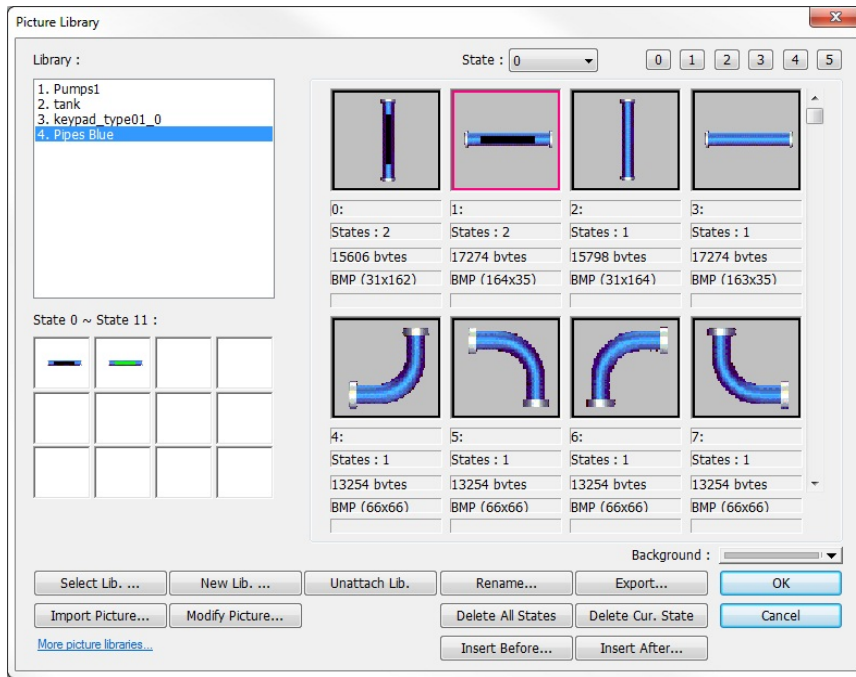 Picture Library
Library :
State : 0
0 1 2 3 4 5
1. Pumps1
2. tank
3. keypad_type01_0
4. Pipes Blue
0: 1: 2: 3:
States : 2 States : 2 States : 1 States : 1
15606 bytes 17274 bytes 15798 bytes 17274 bytes
BMP (31x162) BMP (164x35) BMP (31x164) BMP (163x35)
State 0 ~ State 11 :
4: 5: 6: 7:
States : 1 States : 1 States : 1 States : 1
13254 bytes 13254 bytes 13254 bytes 13254 bytes
BMP (66x66) BMP (66x66) BMP (66x66) BMP (66x66)
Background :
Select Lib. ... New Lib. ... Unattach Lib. Rename... Export... OK
Import Picture... Modify Picture... Delete All States Delete Cur. State Cancel
More picture libraries... Insert Before... Insert After...